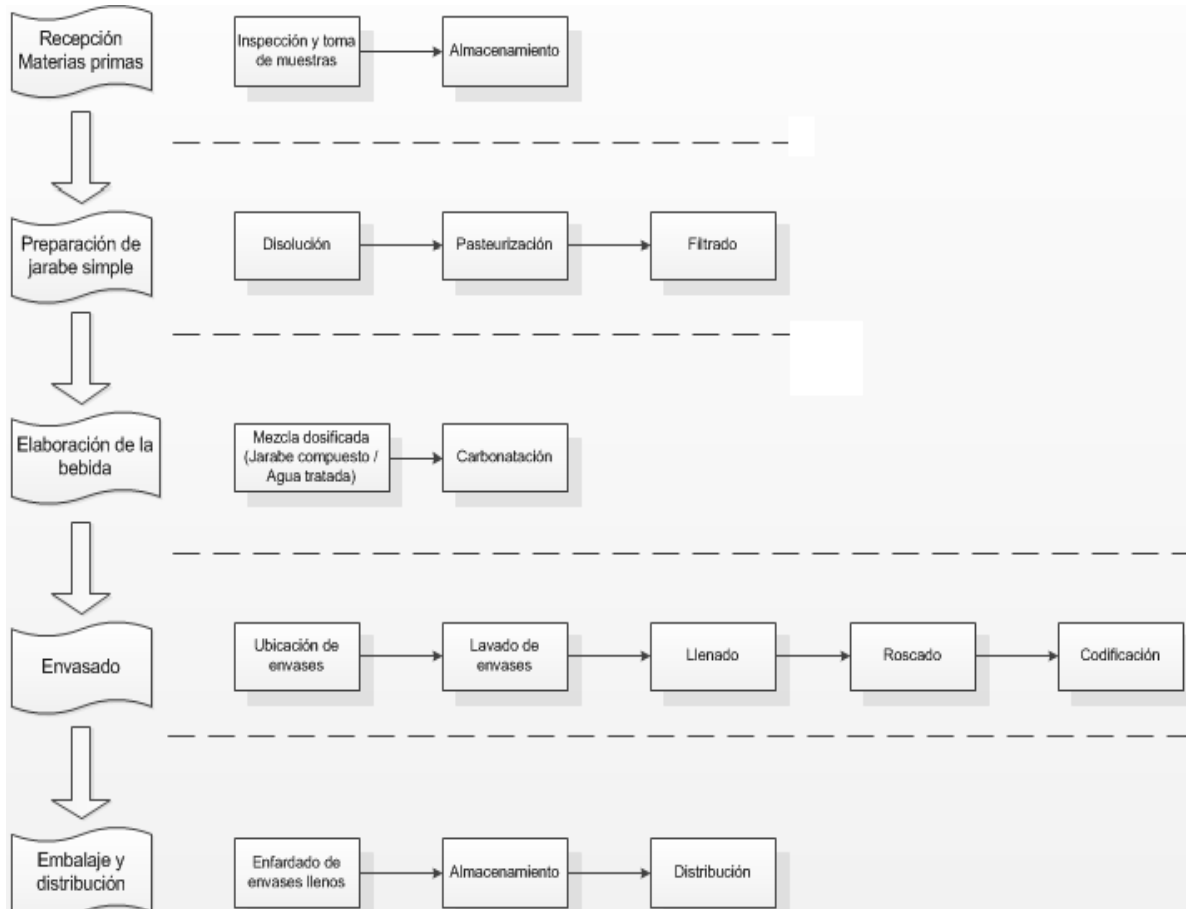 Recepción
Materias primas
Inspección y toma
de muestras
Almacenamiento
Preparación de
jarabe simple
Disolución
Pasteurización
Filtrado
Elaboración de la
bebida
Mezcla dosificada
(Jarabe compuesto /
Agua tratada)
Carbonatación
Envasado
Ubicación de
envases
Lavado de
envases
Llenado
Roscado
Codificación
Embalaje y
distribución
Enfardado de
envases llenos
Almacenamiento
Distribución